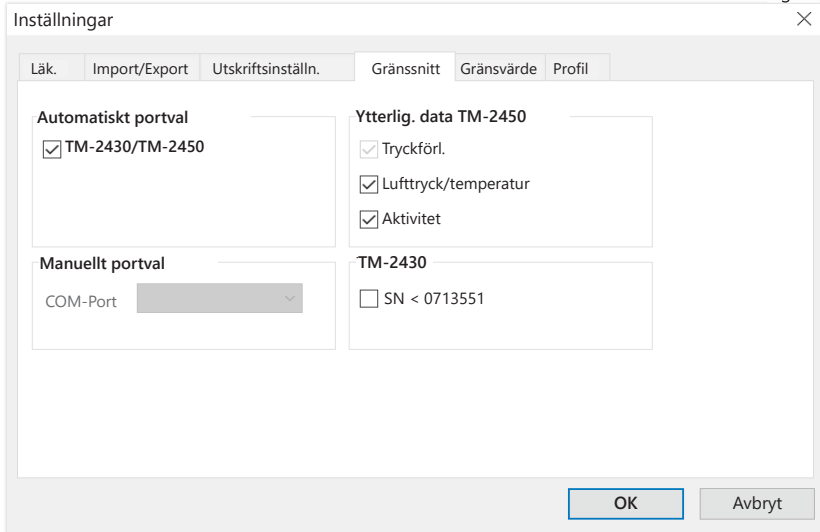 Inställningar
Läk. Import/Export Utskriftsinställn. Gränssnitt Gränsvärde Profil
Automatiskt portval
TM-2430/TM-2450
Ytterlig. data TM-2450
Tryckförl.
Lufttryck/temperatur
Aktivitet
Manuellt portval
COM-Port
TM-2430
SN < 0713551
OK Avbryt